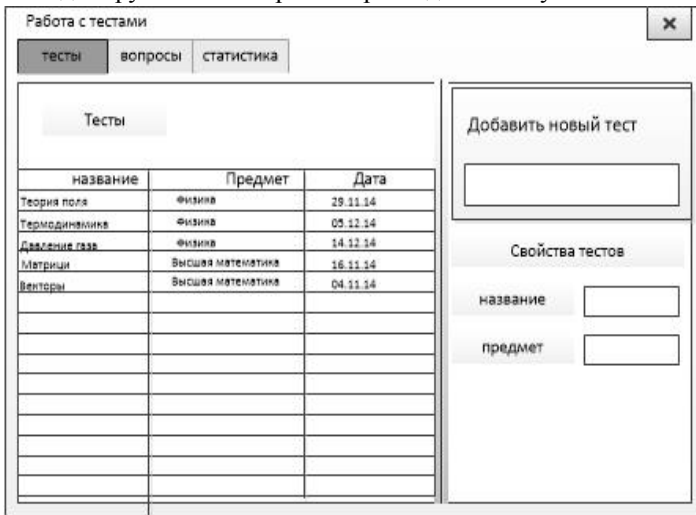 Работа с тестами
тесты вопросы статистика
Тесты
название Предмет Дата
Теория поля Физика 29.11.14
Термодинамика Физика 05.12.14
Давление газа Физика 14.12.14
Матрици Высшая математика 16.11.14
Векторы Высшая математика 04.11.14
Добавить новый тест
Свойства тестов
название
предмет